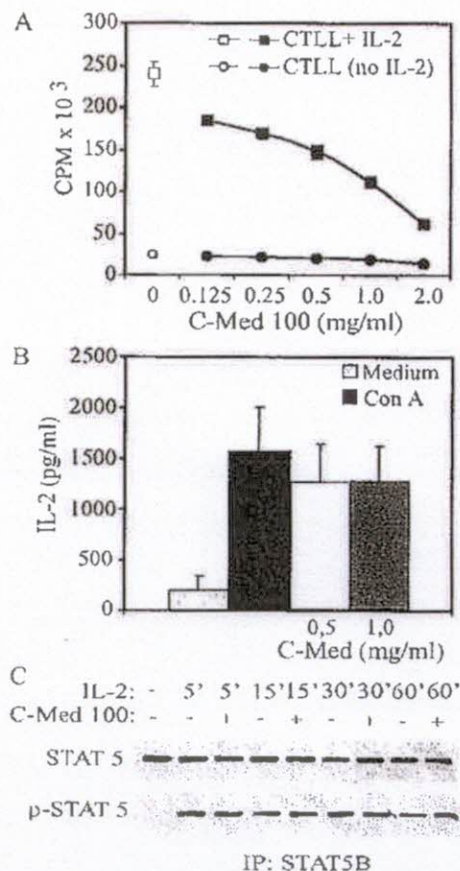 A
CTLL + IL-2
CTLL (no IL-2)
CPM x 10 3
300
250
200
150
100
50
0
0 0.125 0.25 0.5 1.0 2.0
C-Med 100 (mg/ml)
B
Medium
Con A
IL-2 (pg/ml)
2500
2000
1500
1000
500
0
0,5 1,0
C-Med (mg/ml)
C
IL-2: - 5' 5' 15' 15' 30' 30' 60' 60'
C-Med 100: - - + - + - + - +
STAT 5
p-STAT 5
IP: STAT5B